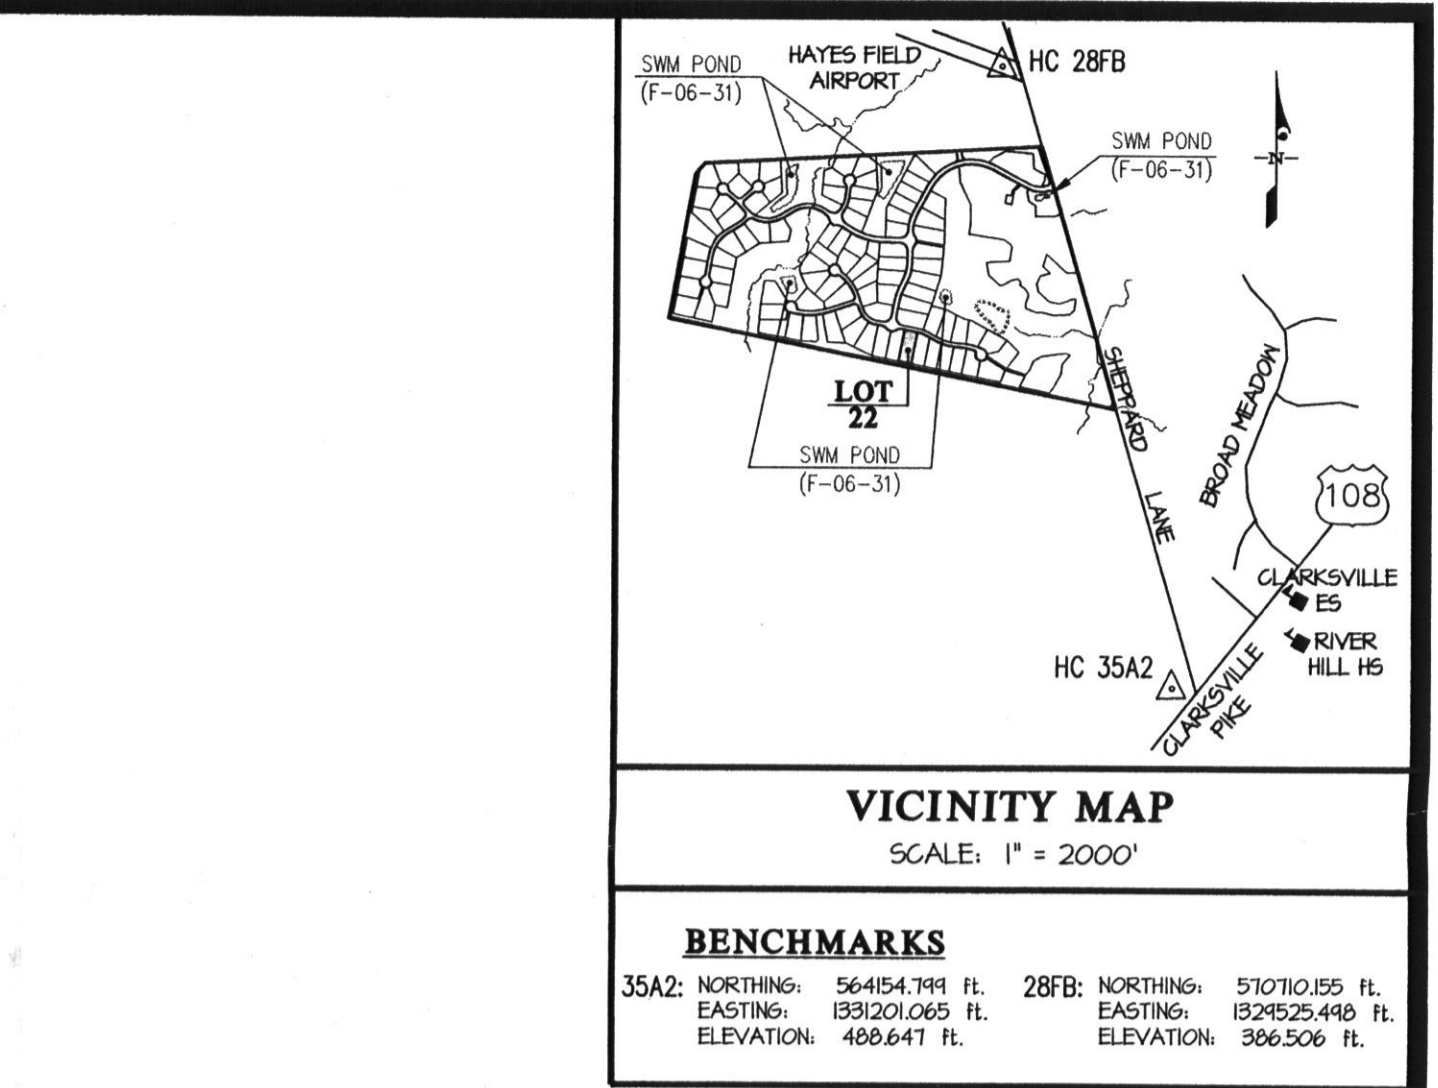 SWM POND
(F-06-31)
HAYES FIELD
AIRPORT
HC 28FB
SWM POND
(F-06-31)
N
LOT
22
SWM POND
(F-06-31)
SHEPPARD
LANE
BROAD MEADOW
108
CLARKSVILLE
ES
RIVER
HILL HS
HC 35A2
CLARKSVILLE
PIKE
VICINITY MAP
SCALE: 1" = 2000'
BENCHMARKS
35A2: NORTHING: 564154.799 ft.
EASTING: 1331201.065 ft.
ELEVATION: 488.647 ft.
28FB: NORTHING: 570710.155 ft.
EASTING: 1329525.498 ft.
ELEVATION: 386.506 ft.